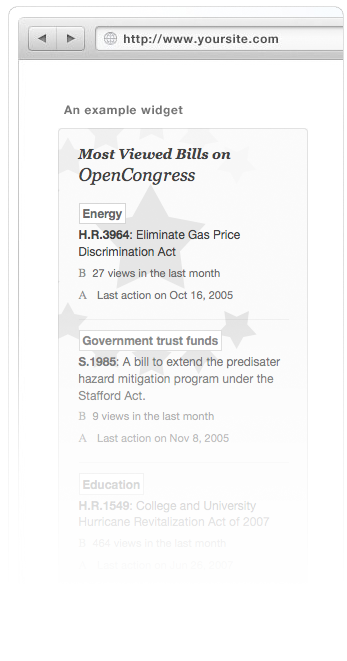 http://www.yoursite.com
An example widget
Most Viewed Bills on
OpenCongress
Energy
H.R.3964: Eliminate Gas Price
Discrimination Act
B 27 views in the last month
A Last action on Oct 16, 2005
Government trust funds
S.1985: A bill to extend the predisater
hazard mitigation program under the
Stafford Act.
B 9 views in the last month
A Last action on Nov 8, 2005
Education
H.R.1549: College and University
Hurricane Revitalization Act of 2007
B 464 views in the last month
A Last action on